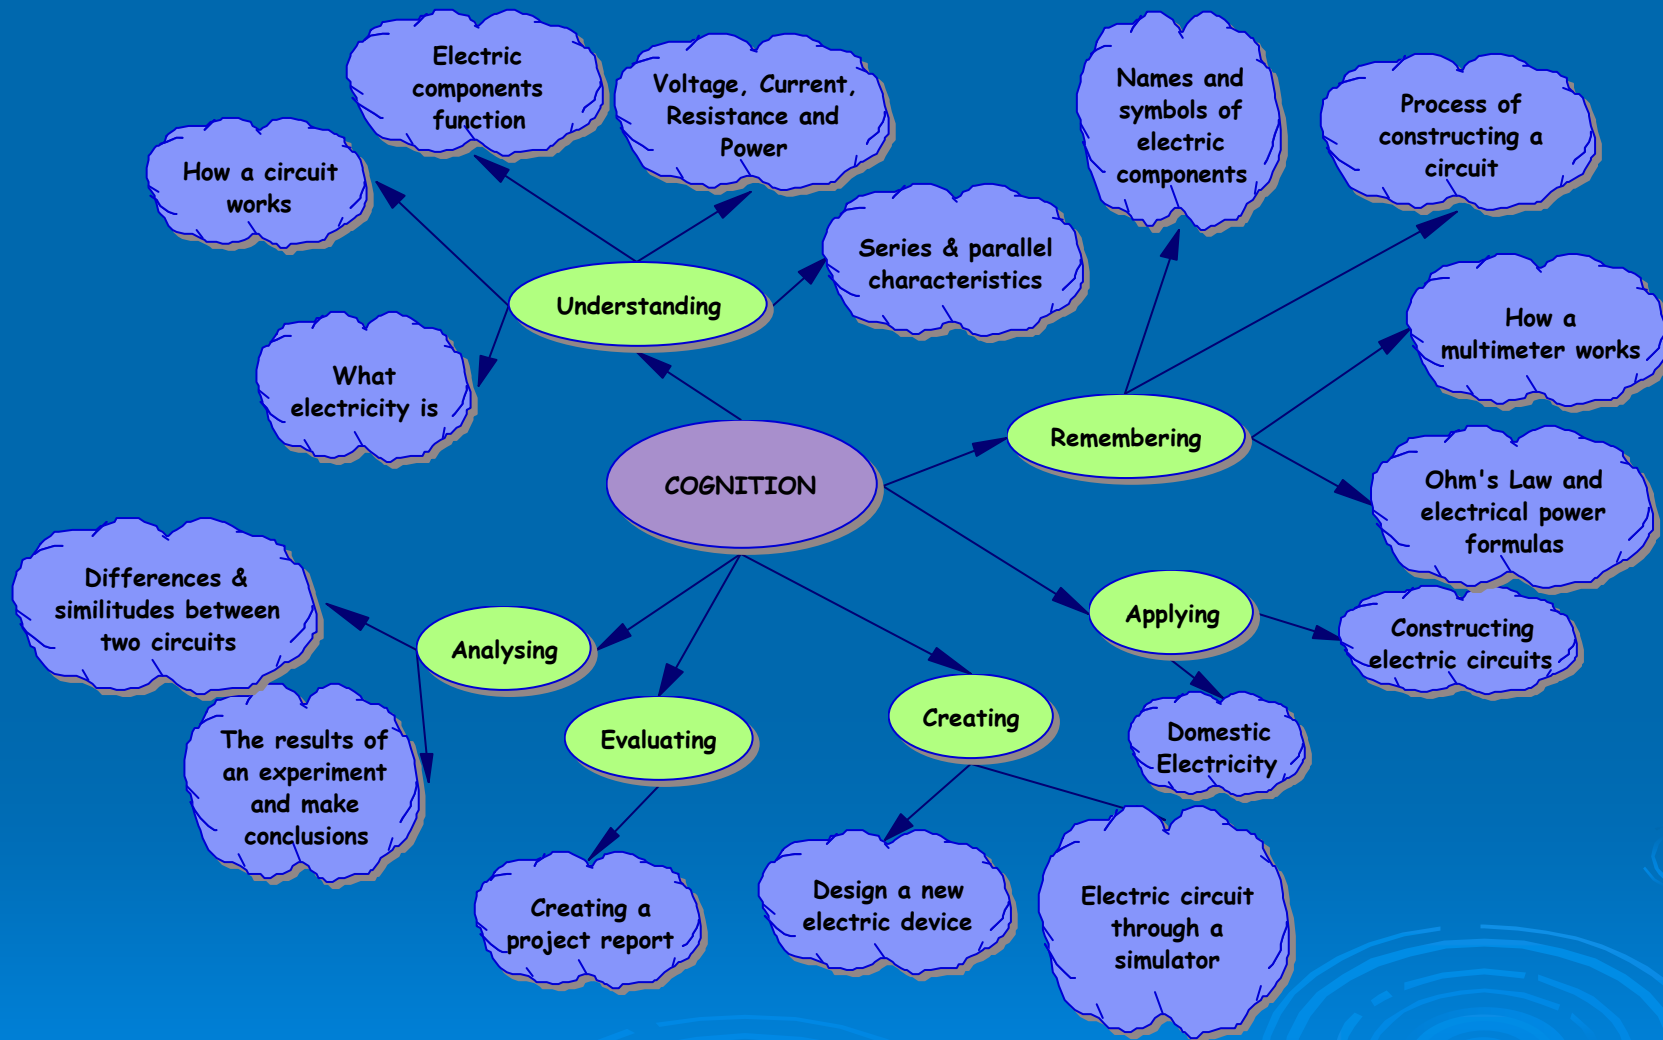 Electric
components
function
Voltage, Current,
Resistance and
Power
How a circuit
works
Series & parallel
characteristics
Understanding
What
electricity is
Names and
symbols of
electric
components
Process of
constructing a
circuit
How a
multimeter works
Remembering
Ohm's Law and
electrical power
formulas
COGNITION
Applying
Constructing
electric circuits
Domestic
Electricity
Differences &
similitudes between
two circuits
Analysing
The results of
an experiment
and make
conclusions
Evaluating
Creating a
project report
Creating
Design a new
electric device
Electric circuit
through a
simulator